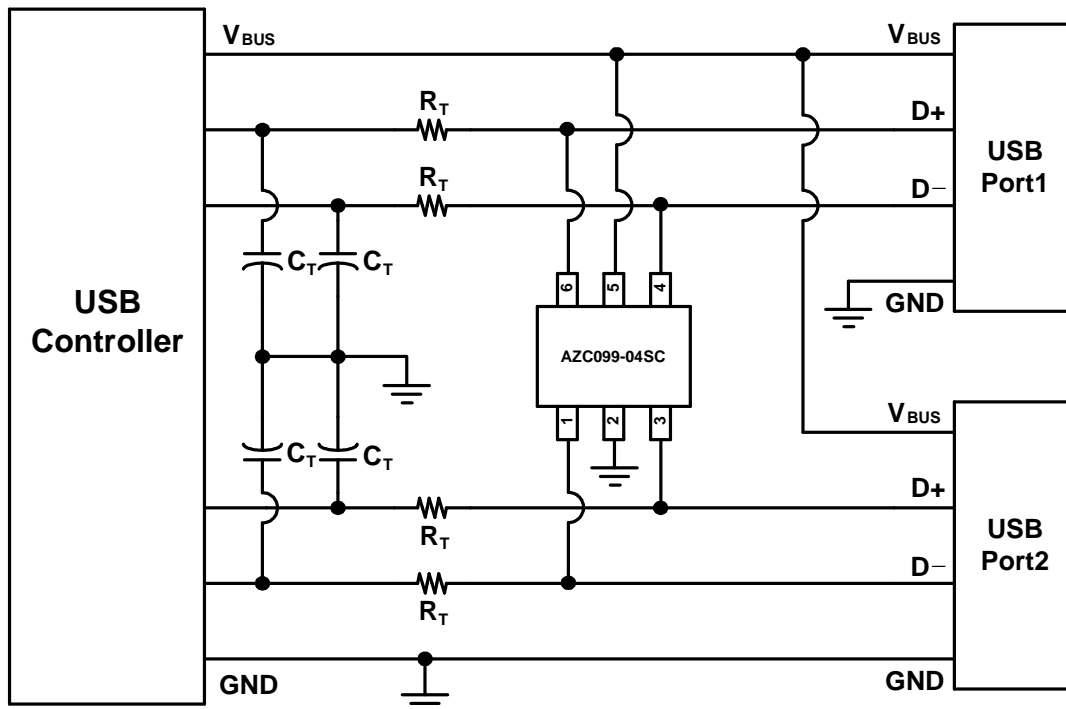 VBUS
VBUS
RT
D+
USB
Port1
RT
D−
CT
CT
6
5
4
USB
Controller
GND
AZC099-04SC
1
2
3
VBUS
CT
CT
D+
RT
USB
Port2
D−
RT
GND
GND